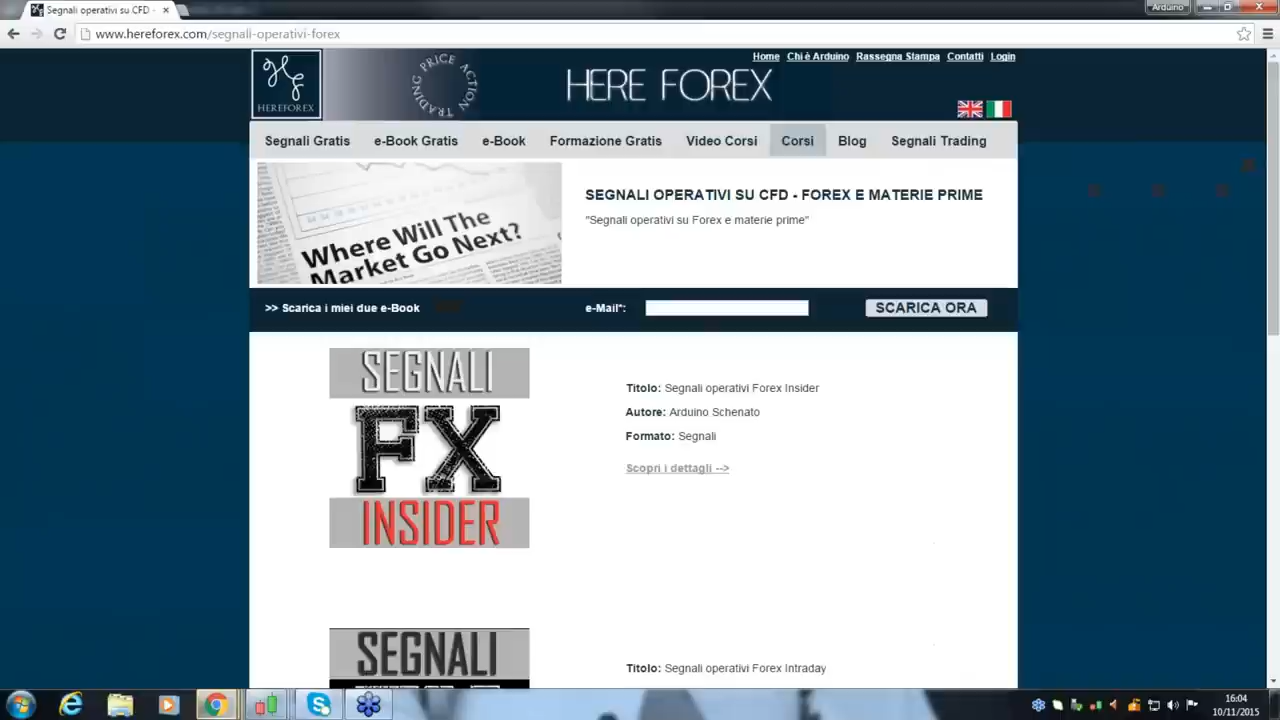 Segnali operativi su CFD -
Arduino
www.hereforex.com/segnali-operativi-forex
Home Chi è Arduino Rassegna Stampa Contatti Login
HEREFOREX
PRICE ACTION TRADING
HERE FOREX
Segnali Gratis e-Book Gratis e-Book Formazione Gratis Video Corsi Corsi Blog Segnali Trading
Where Will The
Market Go Next?
SEGNALI OPERATIVI SU CFD - FOREX E MATERIE PRIME
"Segnali operativi su Forex e materie prime"
>> Scarica i miei due e-Book e-Mail*: SCARICA ORA
SEGNALI
FX
INSIDER
Titolo: Segnali operativi Forex Insider
Autore: Arduino Schenato
Formato: Segnali
Scopri i dettagli -->
SEGNALI
Titolo: Segnali operativi Forex Intraday
16:04
10/11/2015